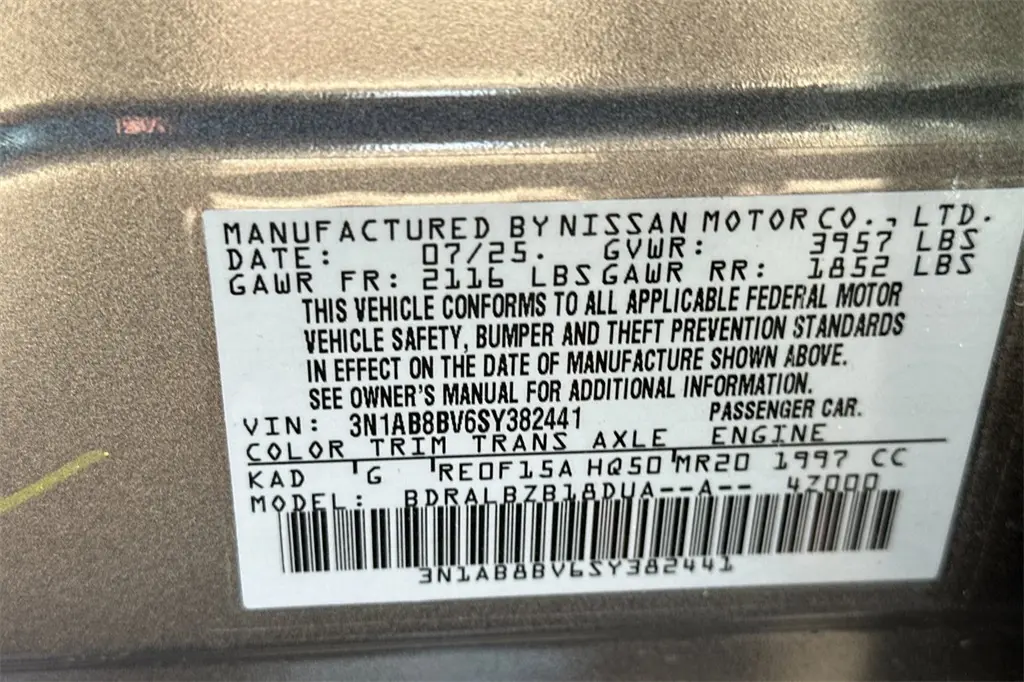 MANUFACTURED BY NISSAN MOTOR CO., LTD.
DATE: 07/25. GVWR: 3957 LBS
GAWR FR: 2116 LBS GAWR RR: 1852 LBS
THIS VEHICLE CONFORMS TO ALL APPLICABLE FEDERAL MOTOR
VEHICLE SAFETY, BUMPER AND THEFT PREVENTION STANDARDS
IN EFFECT ON THE DATE OF MANUFACTURE SHOWN ABOVE.
SEE OWNER'S MANUAL FOR ADDITIONAL INFORMATION.
VIN: 3N1AB8BV6SY382441 PASSENGER CAR.
COLOR TRIM TRANS AXLE ENGINE
KAD G RE0F15A HQ50 MR20 1997 CC
MODEL: BDRALBZB18DUA--A-- 47000
3N1AB8BV6SY382441